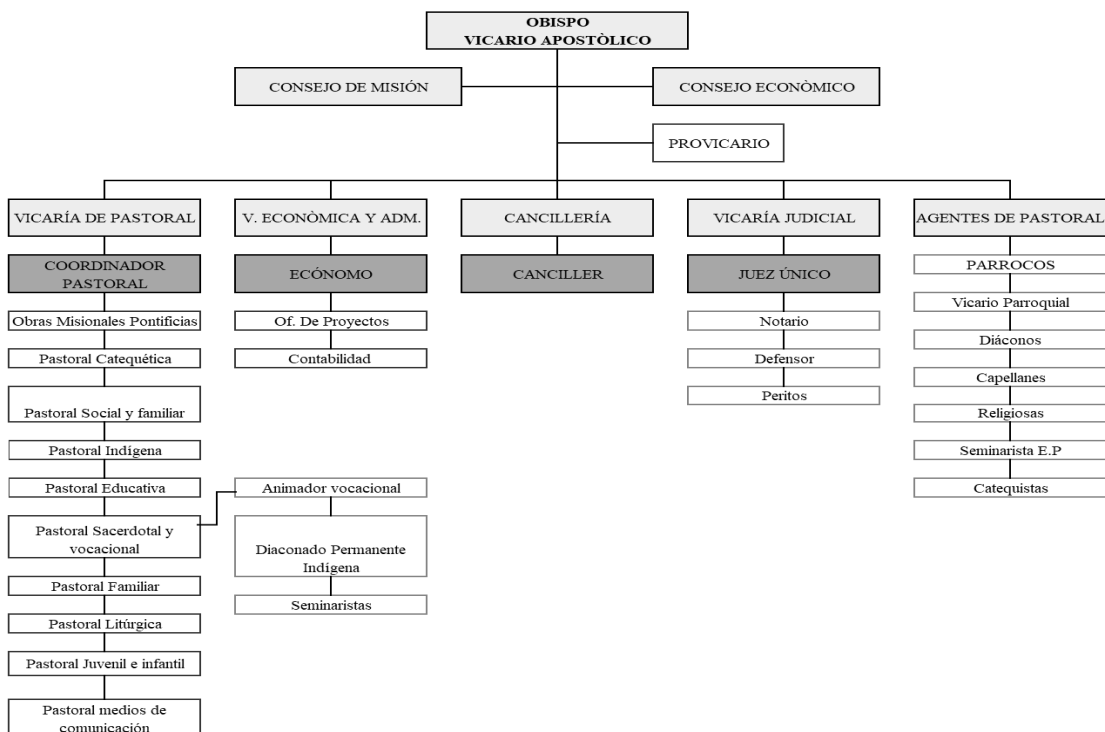 OBISPO
VICARIO APOSTÒLICO
CONSEJO DE MISIÓN
CONSEJO ECONÒMICO
PROVICARIO
VICARÍA DE PASTORAL
V. ECONÒMICA Y ADM.
CANCILLERÍA
VICARÍA JUDICIAL
AGENTES DE PASTORAL
COORDINADOR
PASTORAL
ECÓNOMO
CANCILLER
JUEZ ÚNICO
PARROCOS
Obras Misionales Pontificias
Of. De Proyectos
Notario
Vicario Parroquial
Pastoral Catequética
Contabilidad
Defensor
Diáconos
Capellanes
Pastoral Social y familiar
Peritos
Religiosas
Pastoral Indígena
Seminarista E.P
Pastoral Educativa
Animador vocacional
Catequistas
Pastoral Sacerdotal y
vocacional
Diaconado Permanente
Indígena
Pastoral Familiar
Seminaristas
Pastoral Litúrgica
Pastoral Juvenil e infantil
Pastoral medios de
comunicación